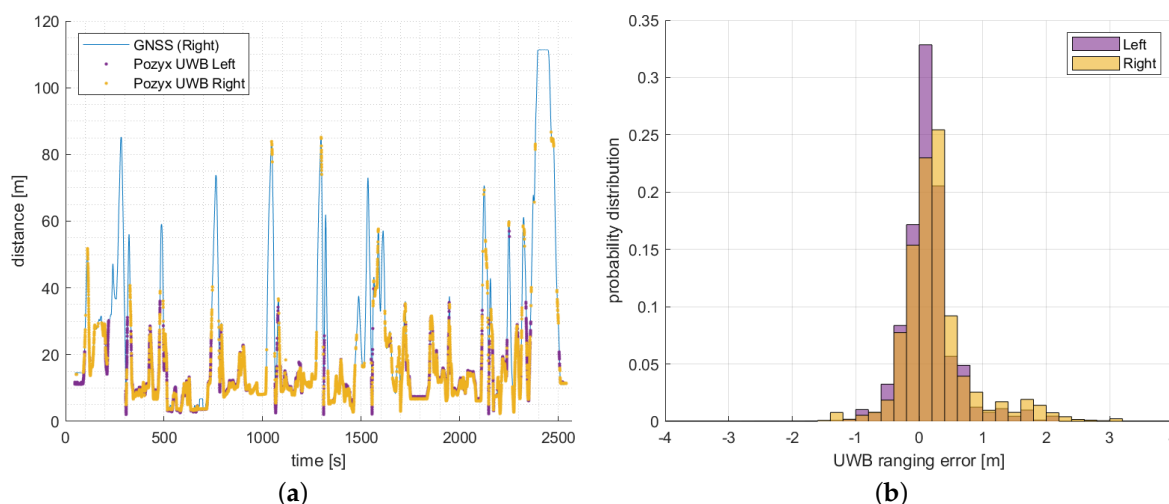 120
100
80
60
40
20
0
distance [m]
GNSS (Right)
Pozyx UWB Left
Pozyx UWB Right
0
500
1000
1500
2000
2500
time [s]
(a)
0.35
0.3
0.25
0.2
0.15
0.1
0.05
0
probability distribution
Left
Right
-4
-3
-2
-1
0
1
2
3
4
UWB ranging error [m]
(b)